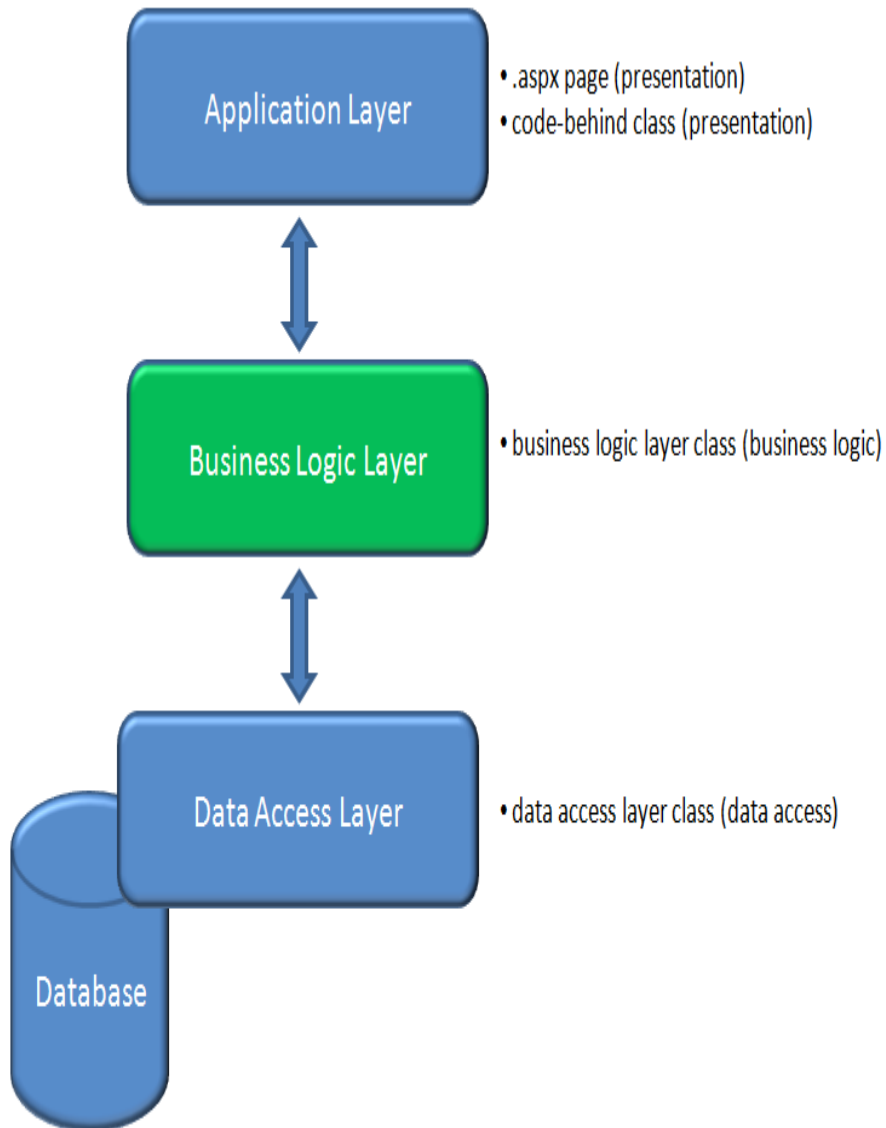 Application Layer
• .aspx page (presentation)
• code-behind class (presentation)
Business Logic Layer
• business logic layer class (business logic)
Data Access Layer
• data access layer class (data access)
Database